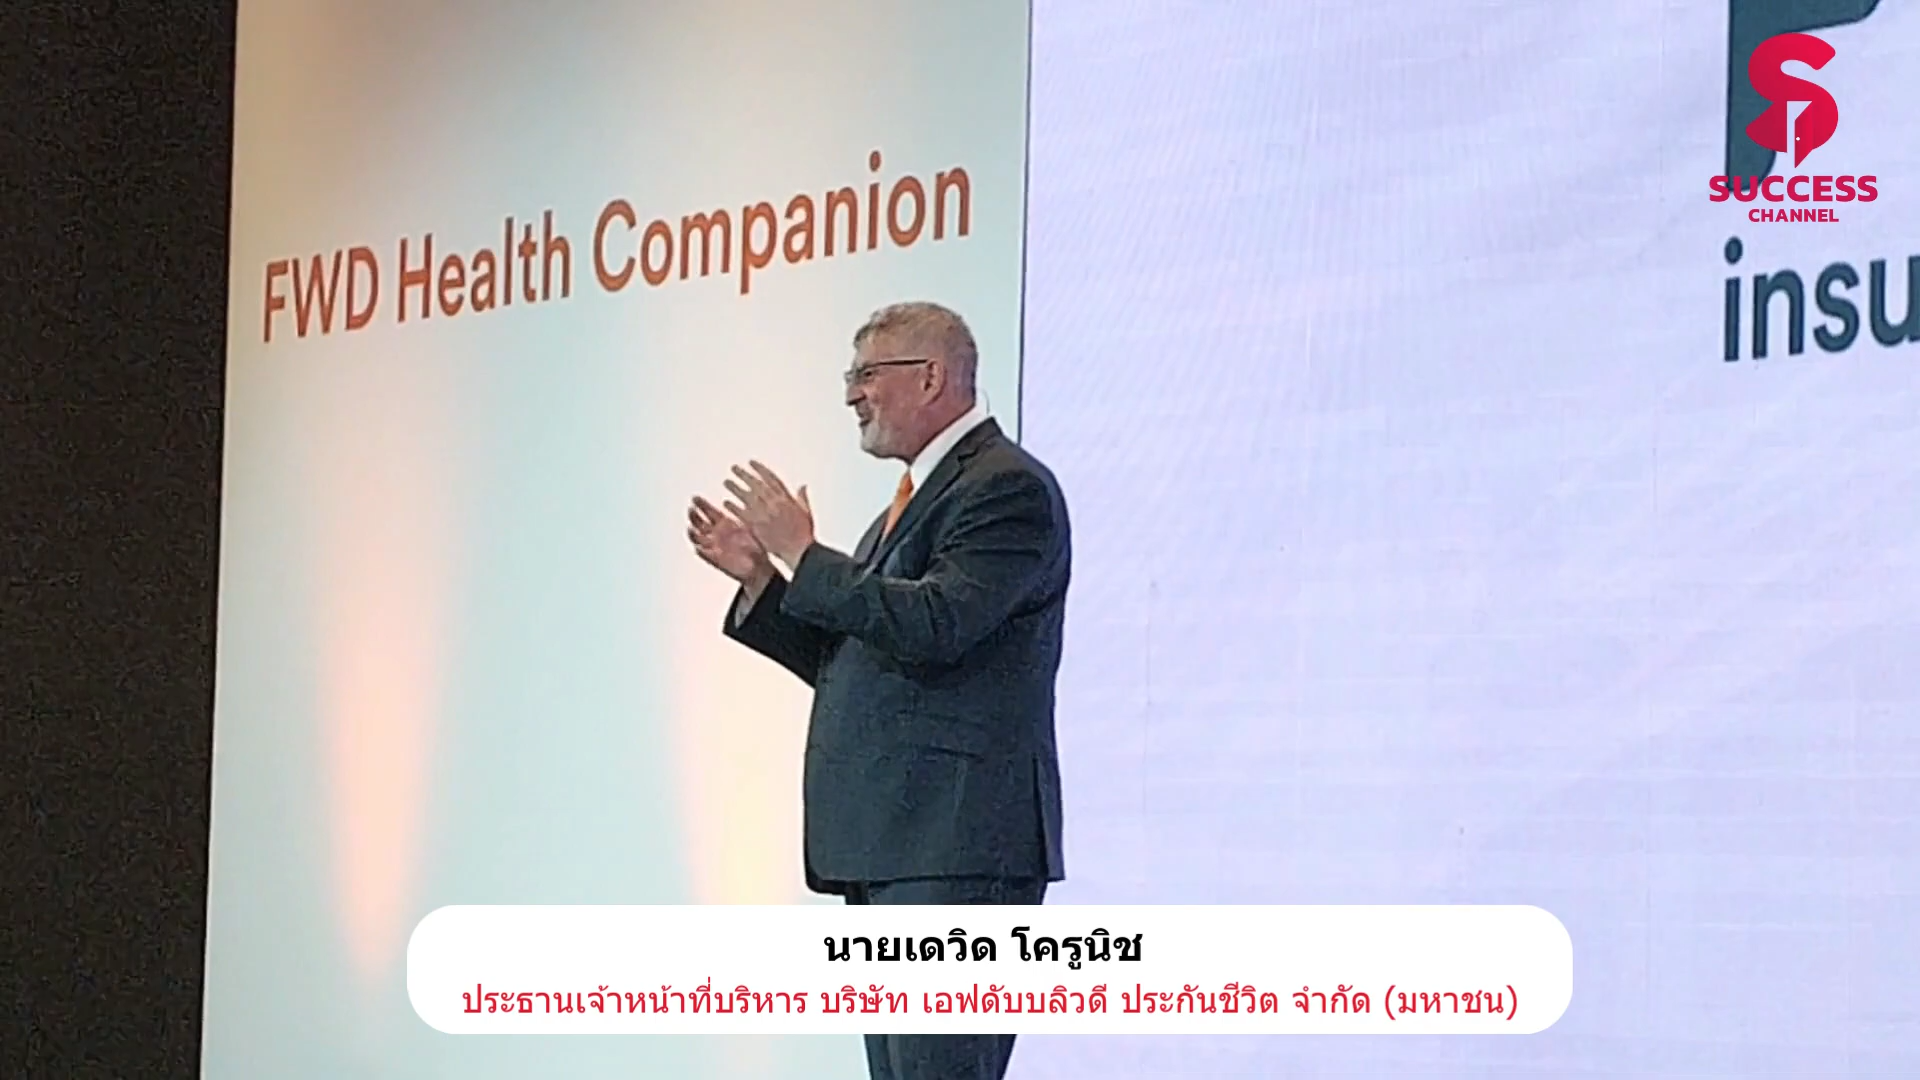 FWD Health Companion
SUCCESS
CHANNEL
insu
นายเดวิด โครูนิช
ประธานเจ้าหน้าที่บริหาร บริษัท เอฟดับบลิวดี ประกันชีวิต จำกัด (มหาชน)